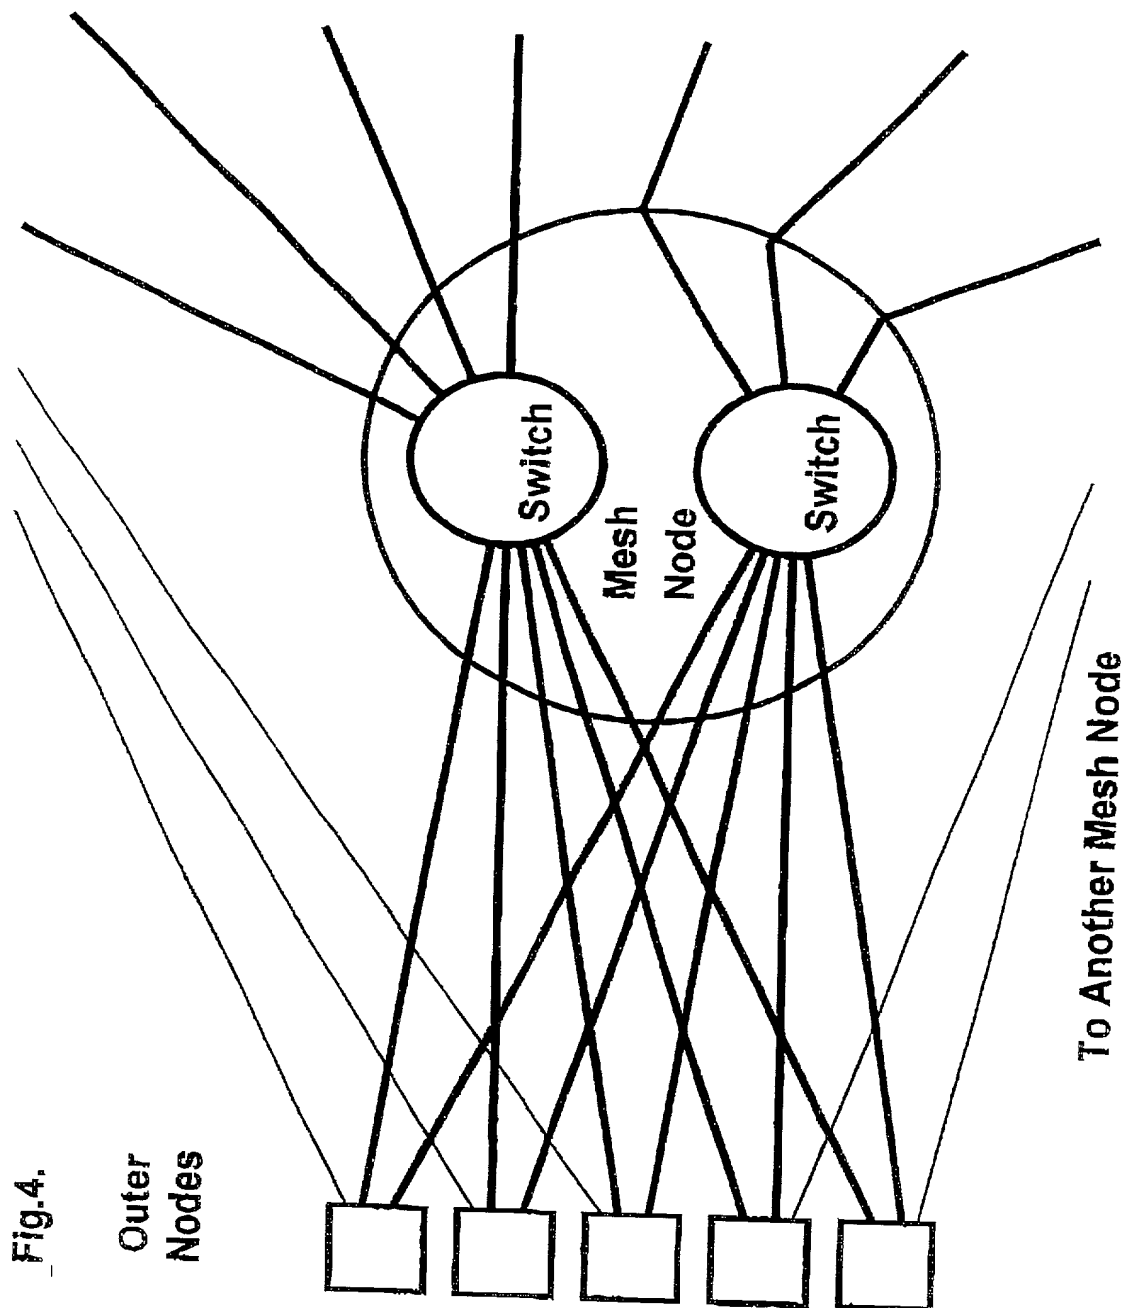 Fig.4.
Outer
Nodes
Switch
Mesh
Node
Switch
To Another Mesh Node